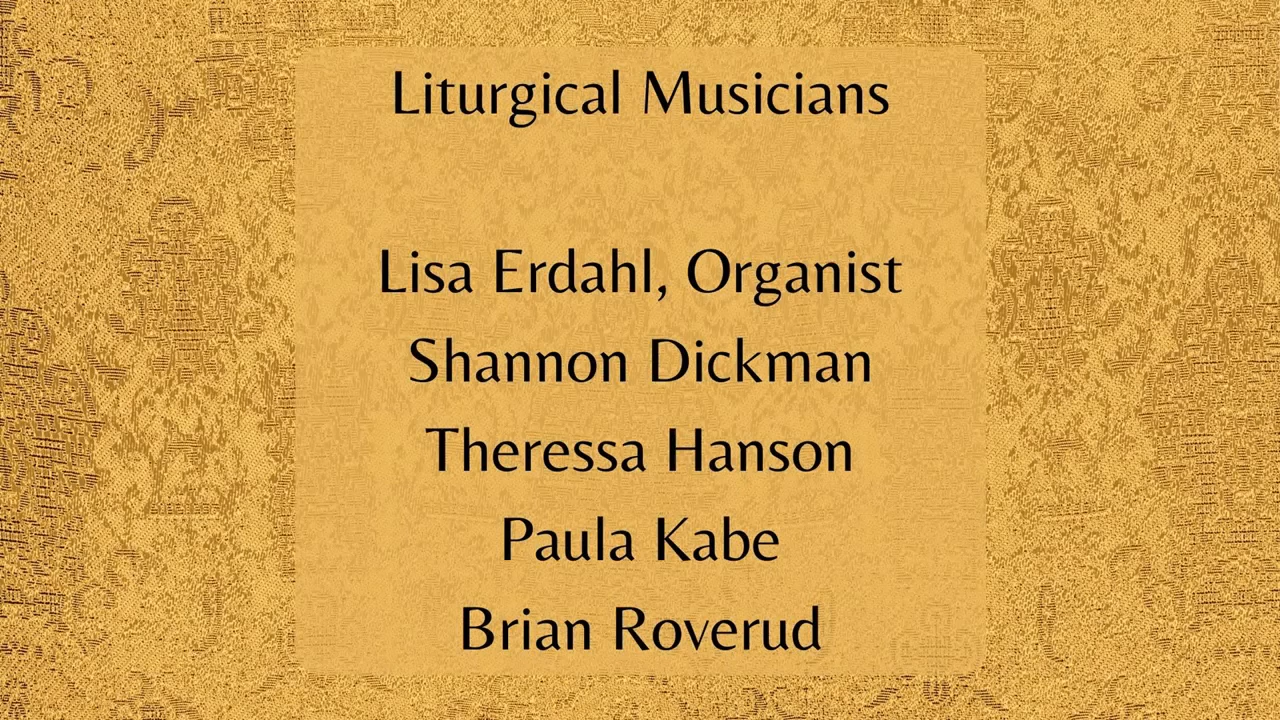 Liturgical Musicians
Lisa Erdahl, Organist
Shannon Dickman
Theressa Hanson
Paula Kabe
Brian Roverud